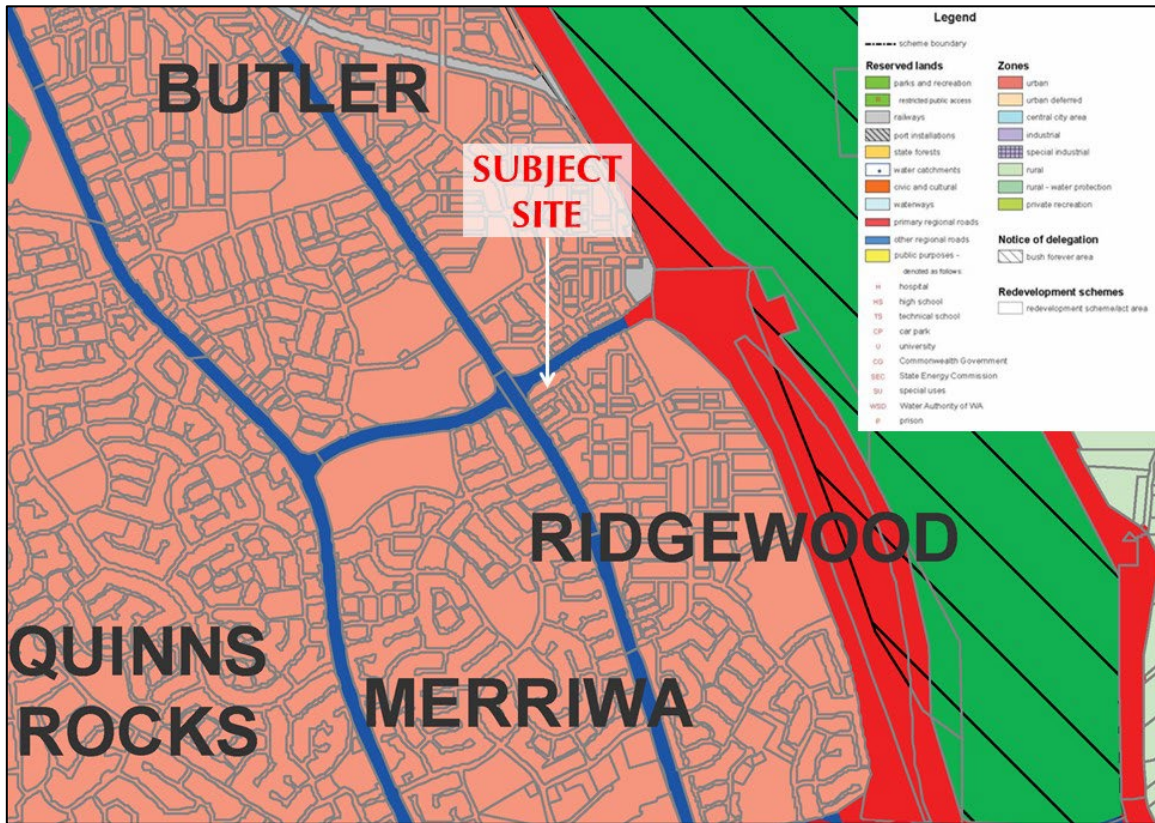 BUTLER
SUBJECT
SITE
RIDGEWOOD
QUINNS
ROCKS
MERRIWA
Legend
scheme boundary
Reserved lands
parks and recreation
R restricted public access
railways
port installations
state forests
water catchments
civic and cultural
waterways
primary regional roads
other regional roads
public purposes -
denoted as follows
H hospital
HS high school
TS technical school
CP car park
U university
CG Commonwealth Government
SEC State Energy Commission
SU special uses
WSD Water Authority of WA
P prison
Zones
urban
urban deferred
central city area
industrial
special industrial
rural
rural - water protection
private recreation
Notice of delegation
bush forever area
Redevelopment schemes
redevelopment scheme/act area